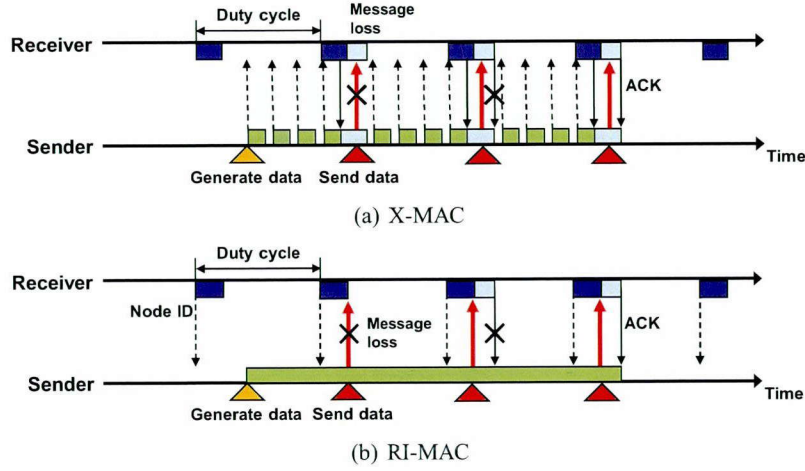 Duty cycle
Message
loss
Receiver
ACK
Sender
Time
Generate data
Send data
(a) X-MAC
Duty cycle
Receiver
Node ID
Message
loss
ACK
Sender
Time
Generate data
Send data
(b) RI-MAC